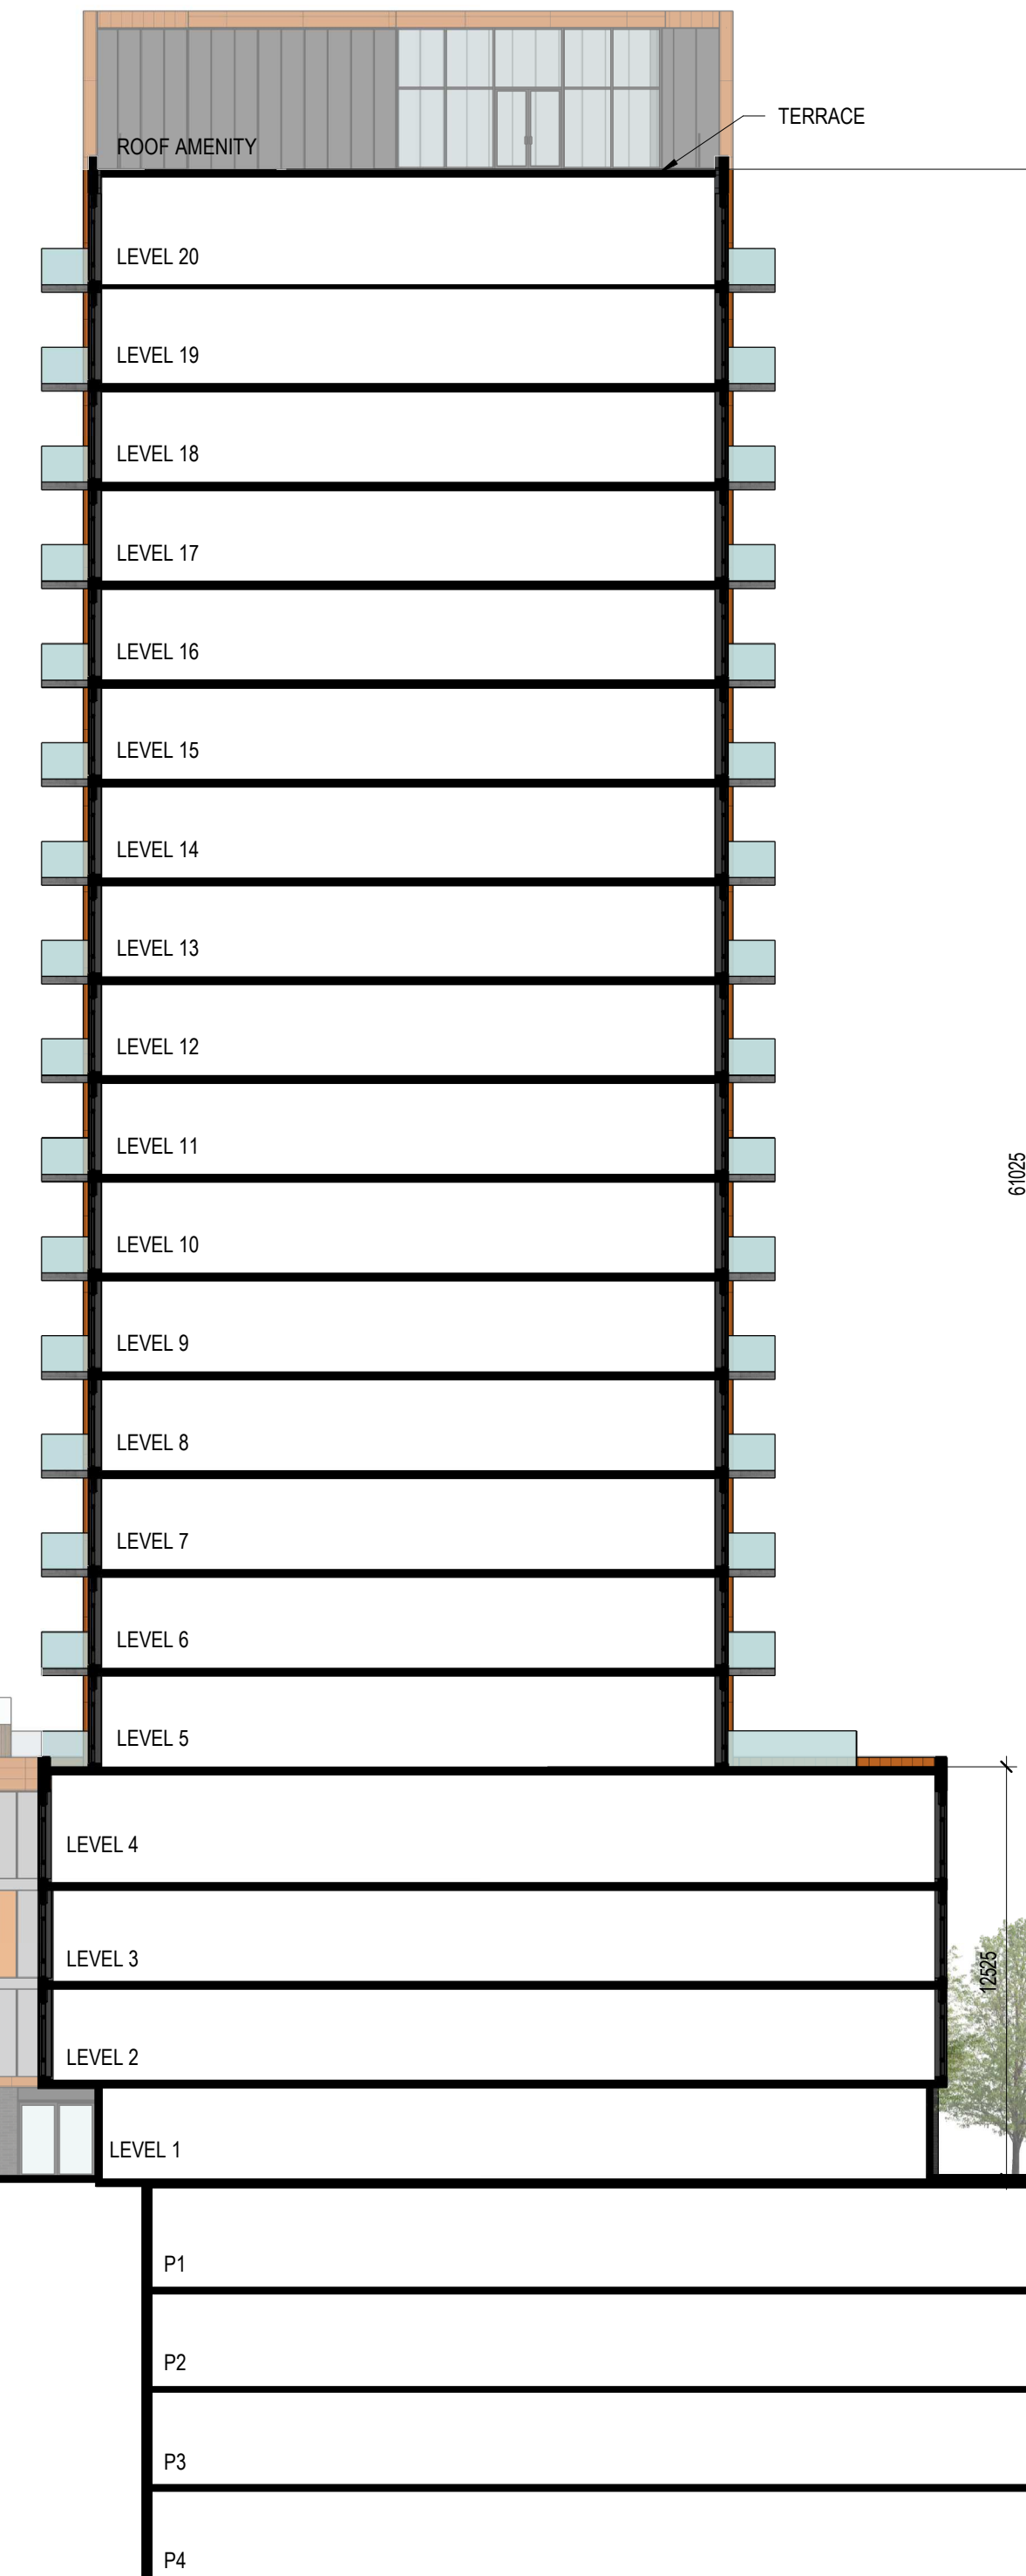 TERRACE
ROOF AMENITY
LEVEL 20
LEVEL 19
LEVEL 18
LEVEL 17
LEVEL 16
LEVEL 15
LEVEL 14
LEVEL 13
LEVEL 12
LEVEL 11
61025
LEVEL 10
LEVEL 9
LEVEL 8
LEVEL 7
LEVEL 6
LEVEL 5
LEVEL 4
LEVEL 3
12525
LEVEL 2
LEVEL 1
P1
P2
P3
P4